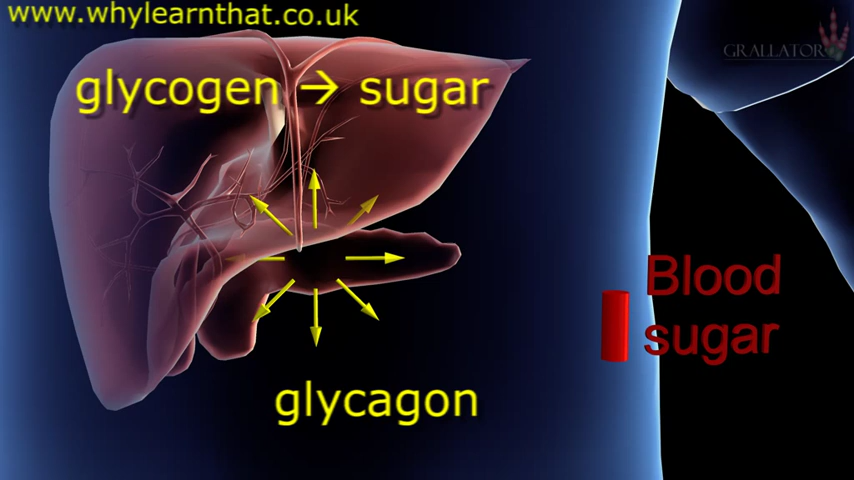 www.whylearnthat.co.uk
GRALLATOR
glycogen → sugar
Blood
sugar
glycagon